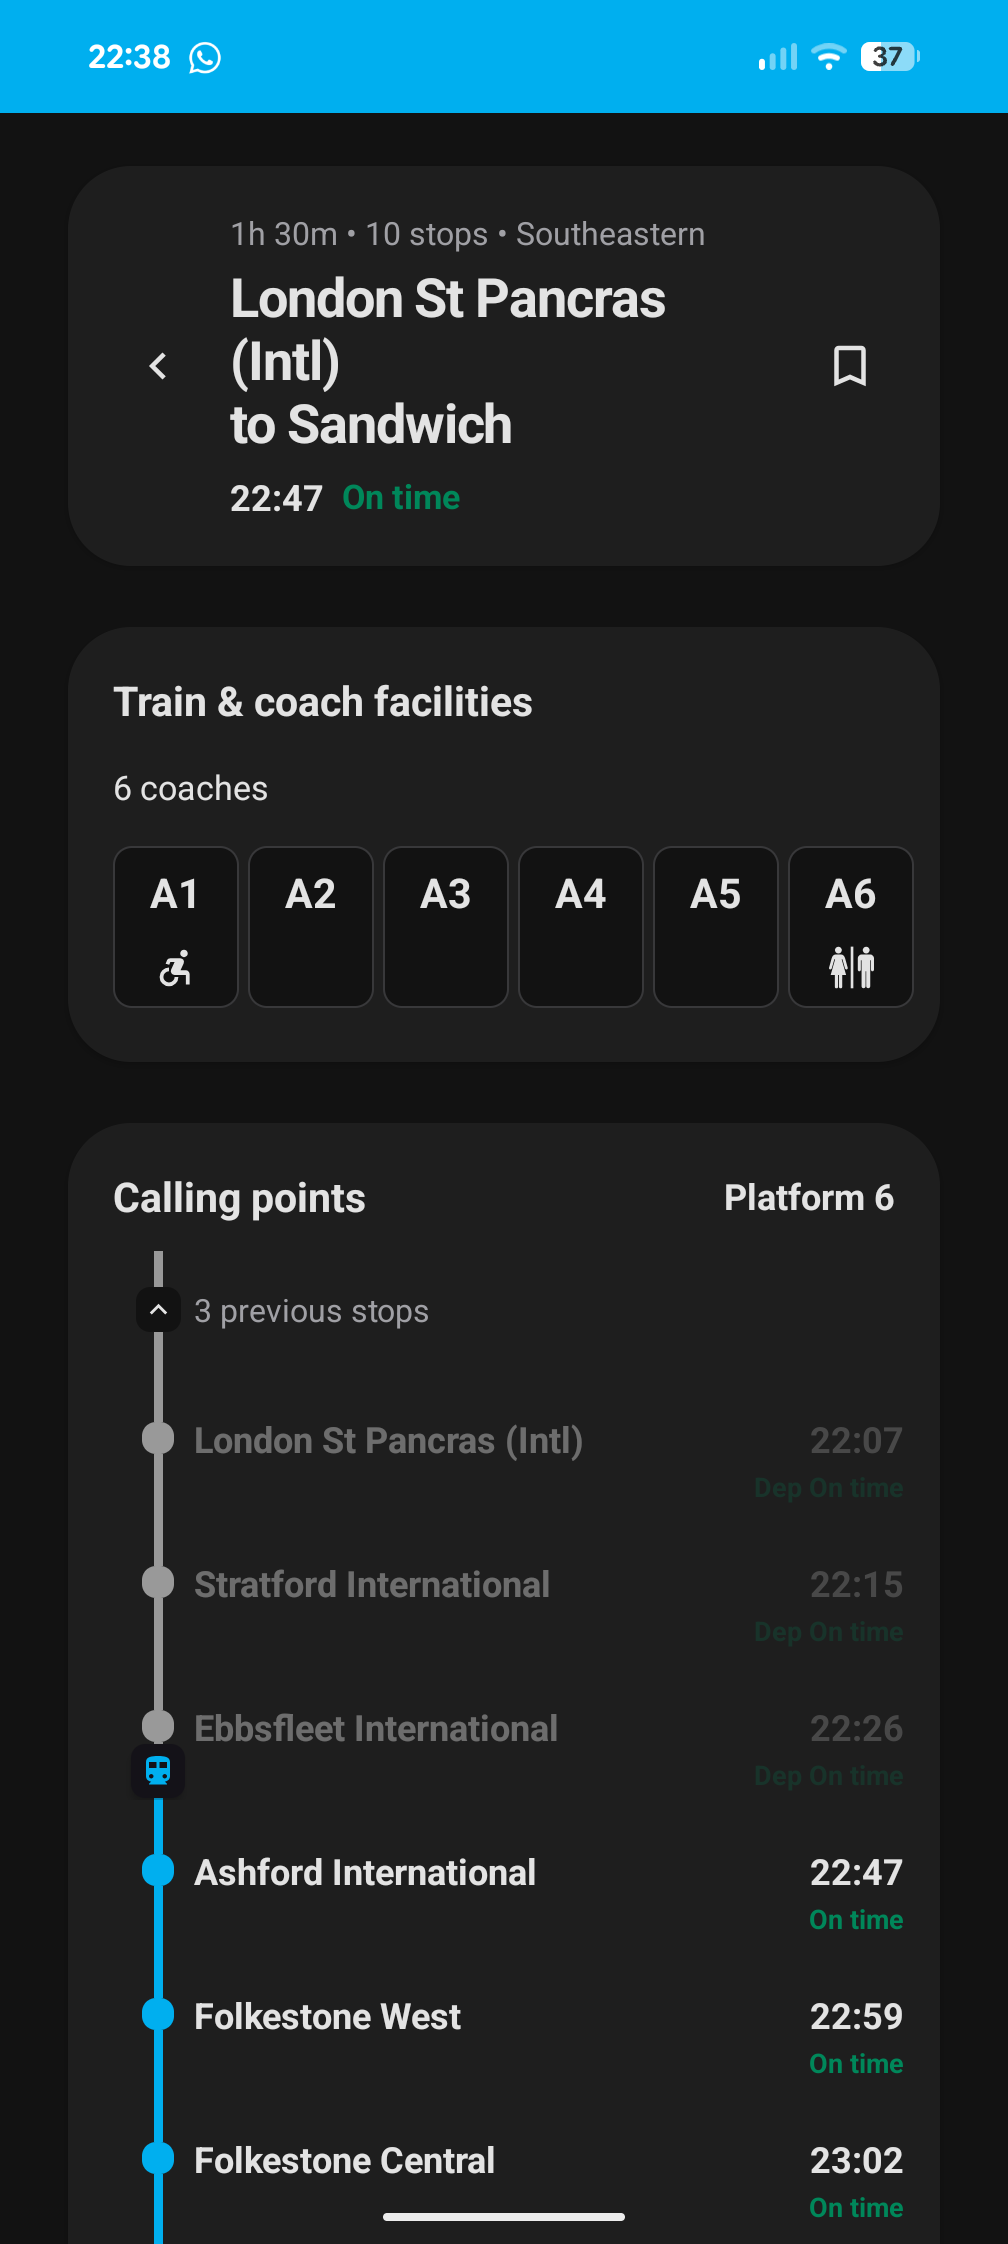 22:38
37
1h 30m • 10 stops • Southeastern
London St Pancras
(Intl)
to Sandwich
22:47 On time
Train & coach facilities
6 coaches
A1 A2 A3 A4 A5 A6
Calling points Platform 6
3 previous stops
London St Pancras (Intl) 22:07
Dep On time
Stratford International 22:15
Dep On time
Ebbsfleet International 22:26
Dep On time
Ashford International 22:47
On time
Folkestone West 22:59
On time
Folkestone Central 23:02
On time